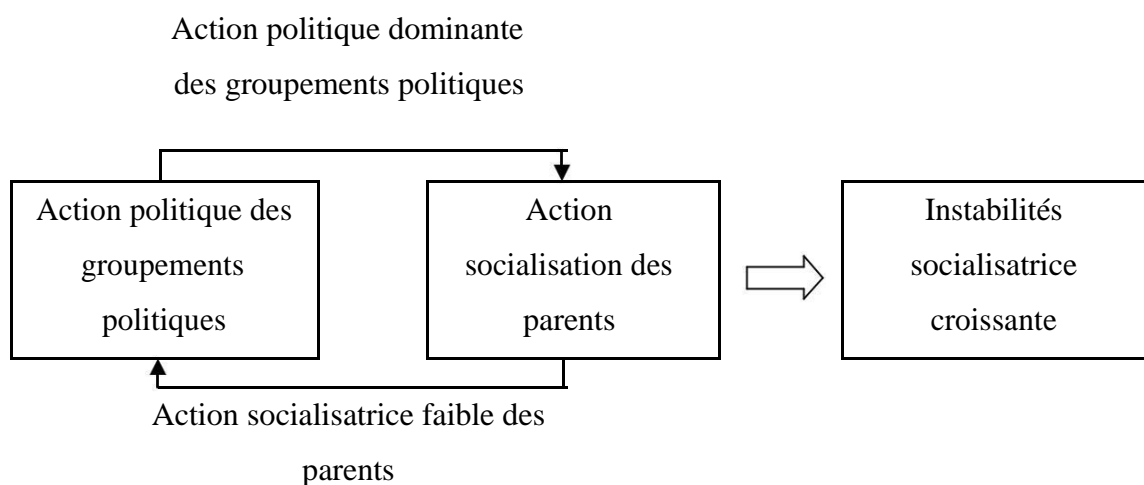 Action politique dominante
des groupements politiques
Action politique des
groupements
politiques
Action
socialisation des
parents
Instabilités
socialisatrice
croissante
Action socialisatrice faible des
parents